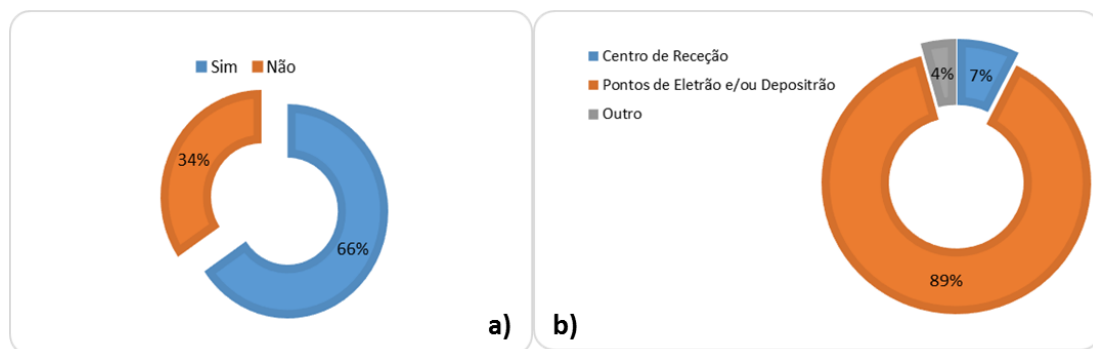 Sim Não
34%
66%
a)
Centro de Receção
Pontos de Eletrão e/ou Depositrão
Outro
4% 7%
89%
b)